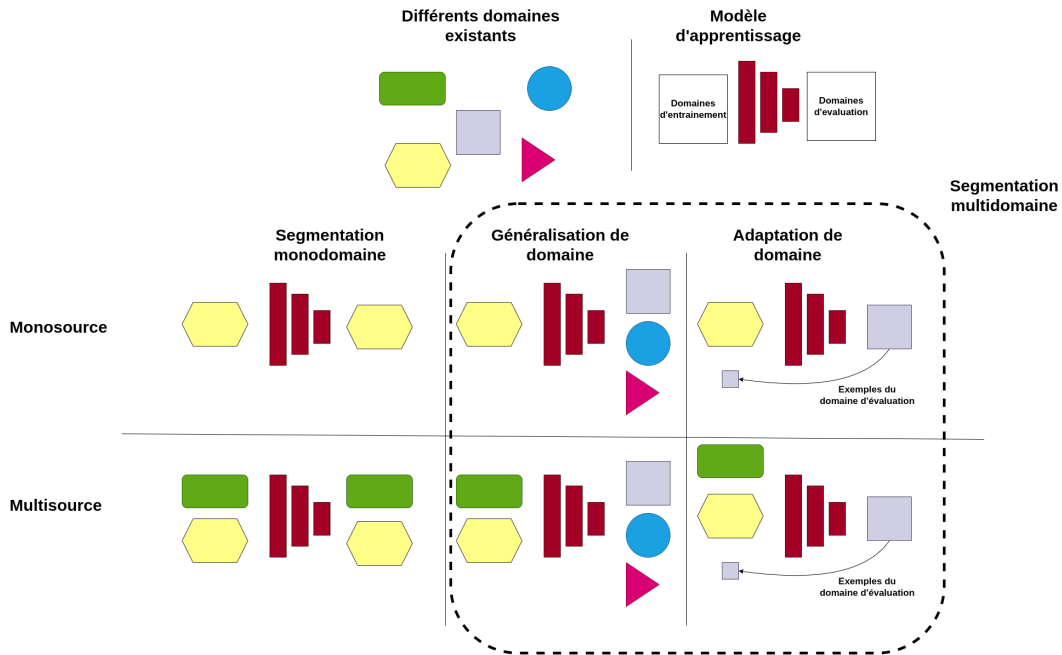 Différents domaines
existants
Modèle
d'apprentissage
Domaines
d'entrainement
Domaines
d'evaluation
Segmentation
multidomaine
Segmentation
monodomaine
Généralisation de
domaine
Adaptation de
domaine
Monosource
Exemples du
domaine d'évaluation
Multisource
Exemples du
domaine d'évaluation